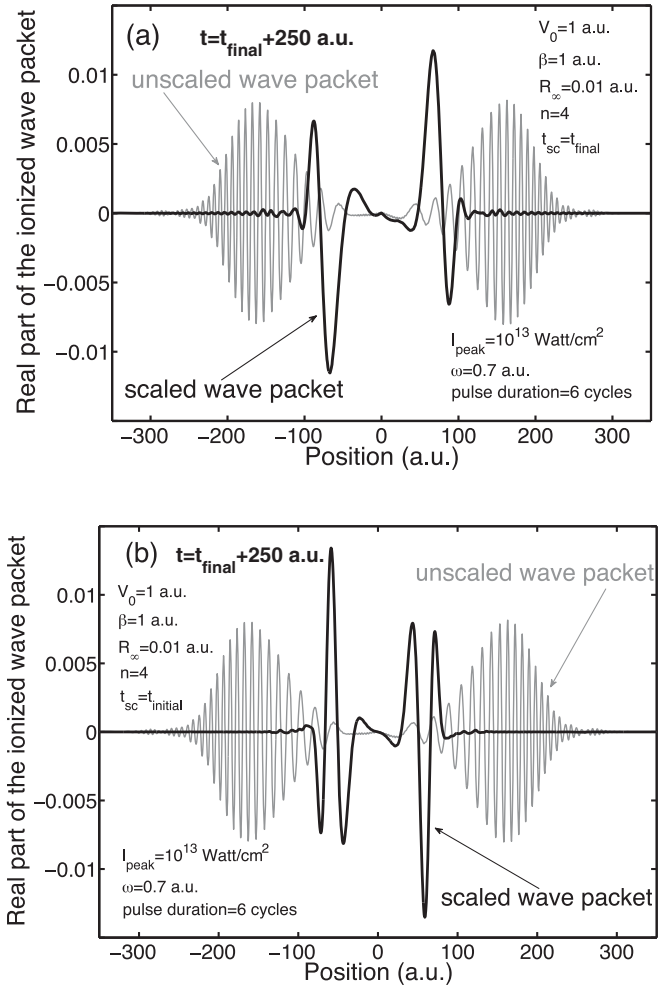 (a)
t=t_final+250 a.u.
unscaled wave packet
V_0=1 a.u.
β=1 a.u.
R_∞=0.01 a.u.
n=4
t_sc=t_final
0.01
0.005
0
−0.005
−0.01
Real part of the ionized wave packet
I_peak=10^13 Watt/cm^2
ω=0.7 a.u.
pulse duration=6 cycles
scaled wave packet
−300 −200 −100 0 100 200 300
Position (a.u.)
(b)
t=t_final+250 a.u.
unscaled wave packet
V_0=1 a.u.
β=1 a.u.
R_∞=0.01 a.u.
n=4
t_sc=t_initial
0.01
0.005
0
−0.005
−0.01
Real part of the ionized wave packet
I_peak=10^13 Watt/cm^2
ω=0.7 a.u.
pulse duration=6 cycles
scaled wave packet
−300 −200 −100 0 100 200 300
Position (a.u.)